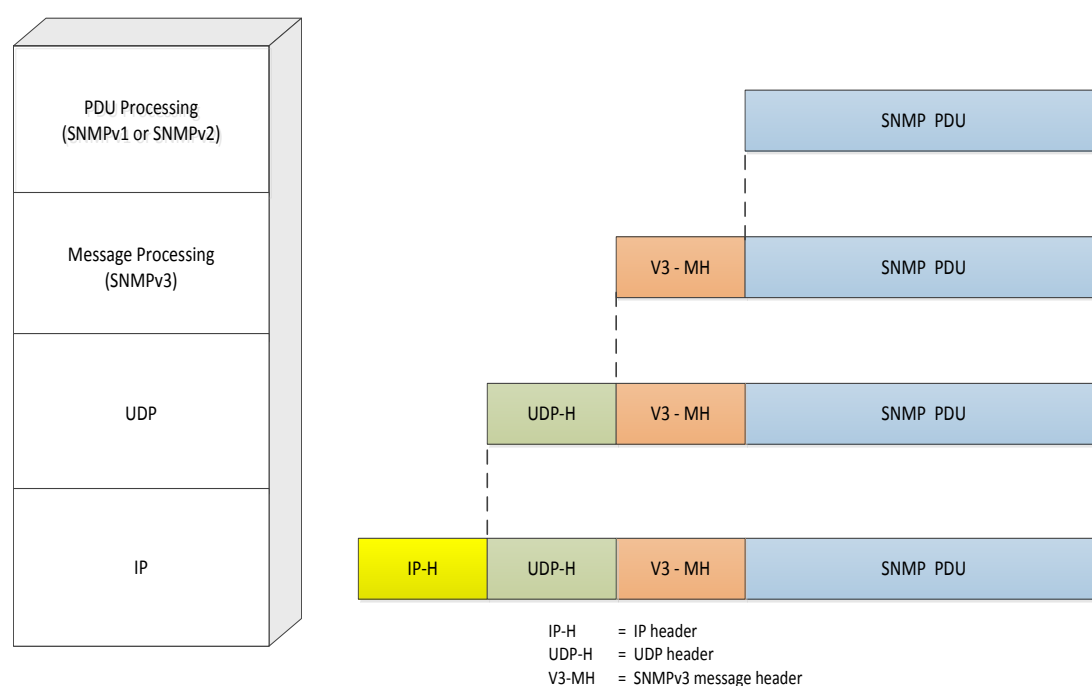 PDU Processing
(SNMPv1 or SNMPv2)
SNMP PDU
Message Processing
(SNMPv3)
V3 - MH SNMP PDU
UDP
UDP-H V3 - MH SNMP PDU
IP
IP-H UDP-H V3 - MH SNMP PDU
IP-H = IP header
UDP-H = UDP header
V3-MH = SNMPv3 message header